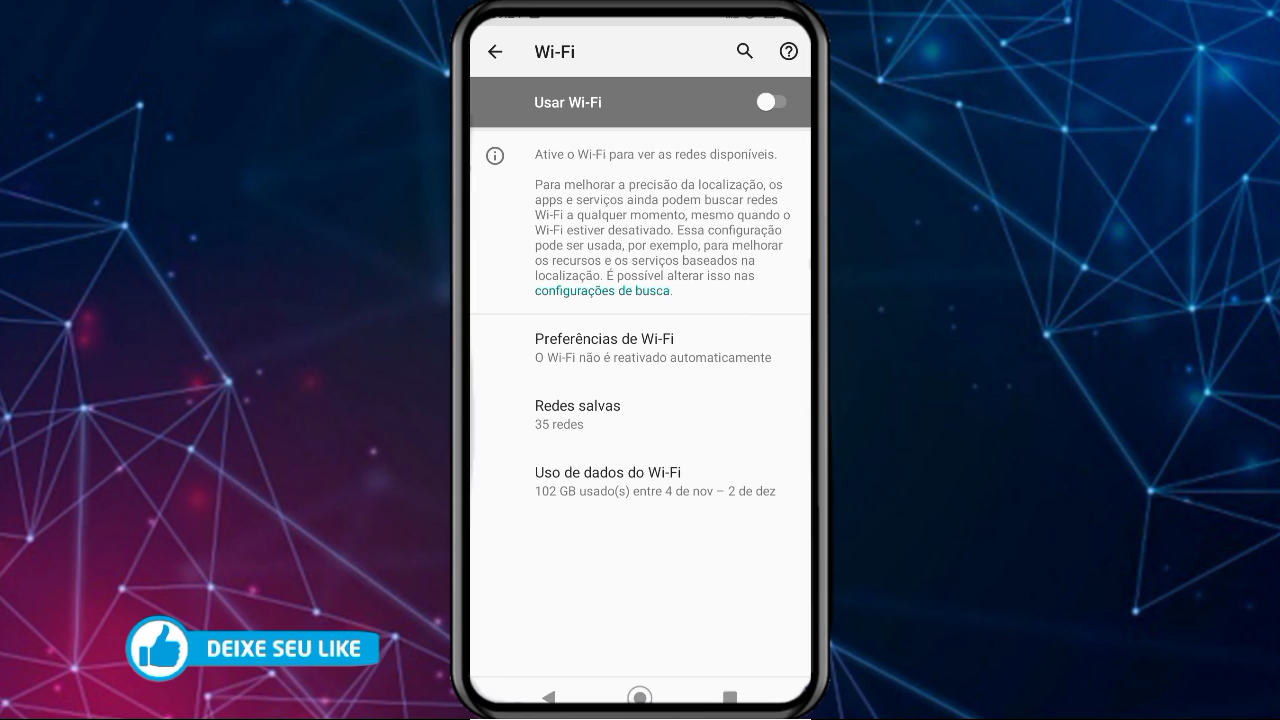 Wi-Fi
Usar Wi-Fi
Ative o Wi-Fi para ver as redes disponíveis.
Para melhorar a precisão da localização, os
apps e serviços ainda podem buscar redes
Wi-Fi a qualquer momento, mesmo quando o
Wi-Fi estiver desativado. Essa configuração
pode ser usada, por exemplo, para melhorar
os recursos e os serviços baseados na
localização. É possível alterar isso nas
configurações de busca.
Preferências de Wi-Fi
O Wi-Fi não é reativado automaticamente
Redes salvas
35 redes
Uso de dados do Wi-Fi
102 GB usado(s) entre 4 de nov – 2 de dez
DEIXE SEU LIKE